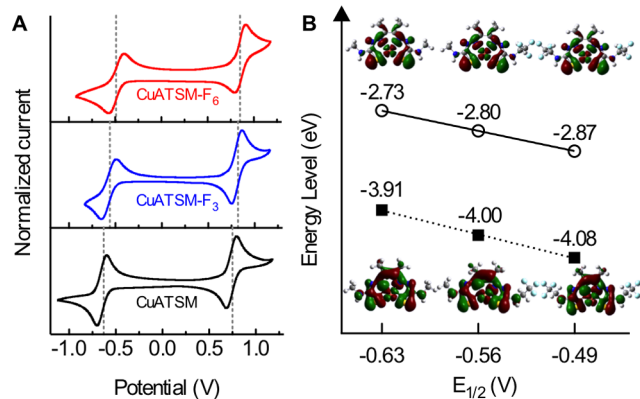 A
Normalized current
CuATSM-F6
CuATSM-F3
CuATSM
-1.0 -0.5 0.0 0.5 1.0
Potential (V)
B
Energy Level (eV)
-2.73
-2.80
-2.87
-3.91
-4.00
-4.08
-0.63 -0.56 -0.49
E1/2 (V)